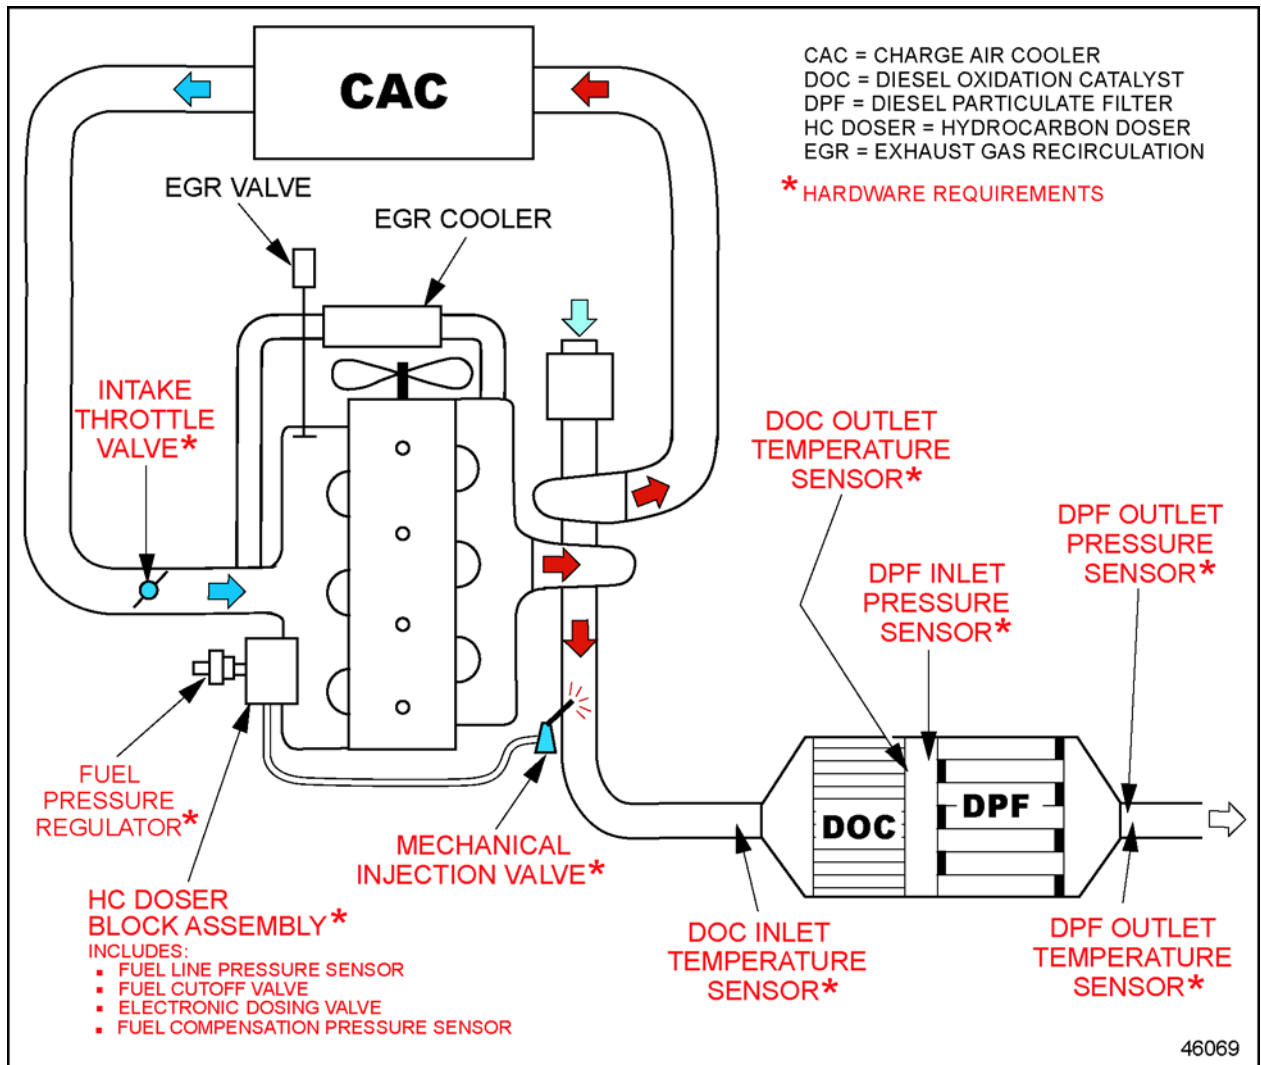 CAC
CAC = CHARGE AIR COOLER
DOC = DIESEL OXIDATION CATALYST
DPF = DIESEL PARTICULATE FILTER
HC DOSER = HYDROCARBON DOSER
EGR = EXHAUST GAS RECIRCULATION
* HARDWARE REQUIREMENTS
EGR VALVE
EGR COOLER
INTAKE
THROTTLE
VALVE*
DOC OUTLET
TEMPERATURE
SENSOR*
DPF INLET
PRESSURE
SENSOR*
DPF OUTLET
PRESSURE
SENSOR*
FUEL
PRESSURE
REGULATOR*
MECHANICAL
INJECTION VALVE*
DOC
DPF
HC DOSER
BLOCK ASSEMBLY*
INCLUDES:
▪ FUEL LINE PRESSURE SENSOR
▪ FUEL CUTOFF VALVE
▪ ELECTRONIC DOSING VALVE
▪ FUEL COMPENSATION PRESSURE SENSOR
DOC INLET
TEMPERATURE
SENSOR*
DPF OUTLET
TEMPERATURE
SENSOR*
46069